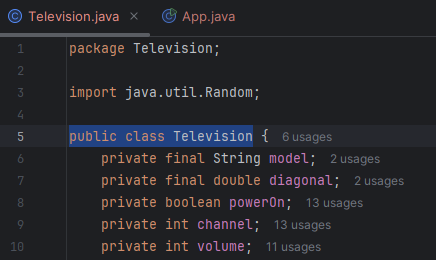 Television.java × App.java
1 package Television;
2
3 import java.util.Random;
4
5 public class Television { 6 usages
6 private final String model; 2 usages
7 private final double diagonal; 2 usages
8 private boolean powerOn; 13 usages
9 private int channel; 13 usages
10 private int volume; 11 usages